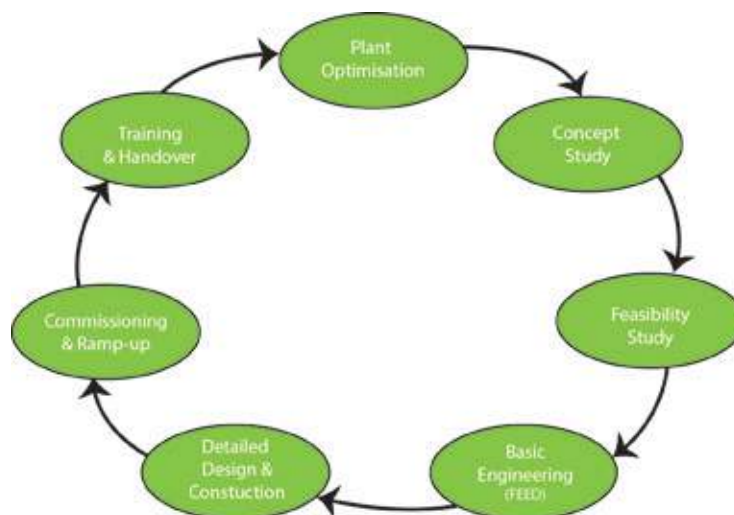 Plant
Optimisation
Concept
Study
Feasibility
Study
Basic
Engineering
(FEED)
Detailed
Design &
Constuction
Commissioning
& Ramp-up
Training
& Handover